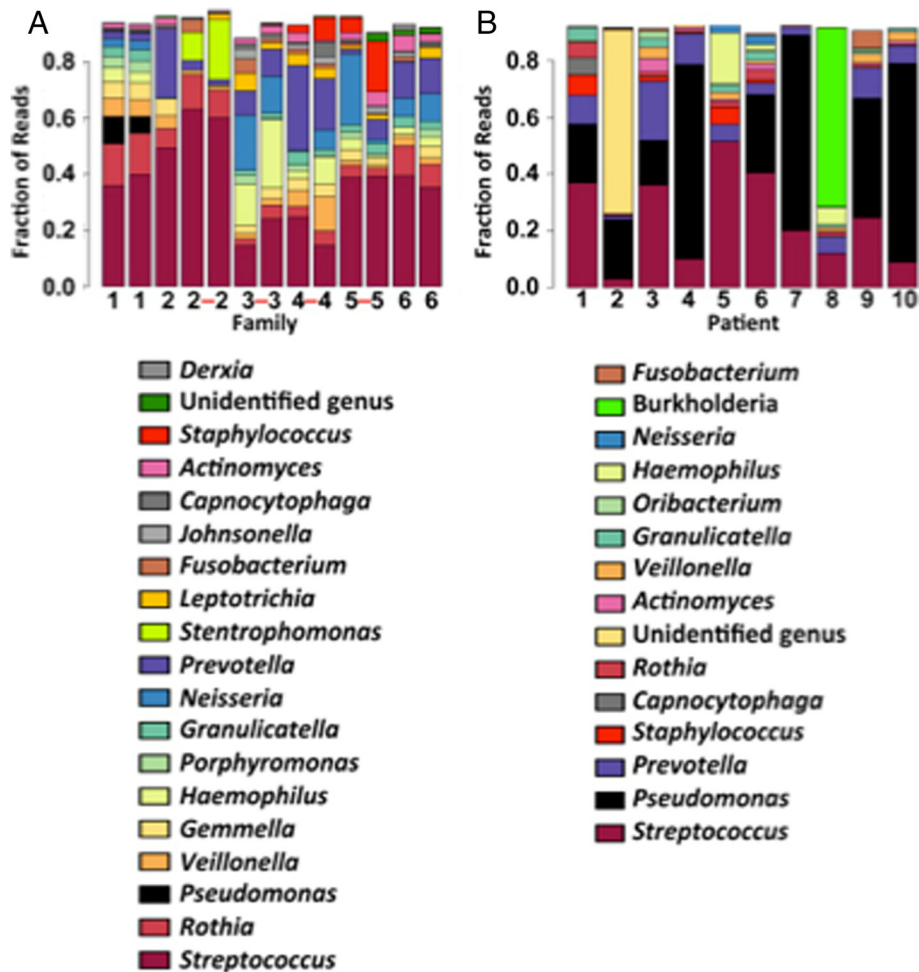 A
Fraction of Reads
0.8
0.6
0.4
0.2
0.0
1 1 2 2–2 3–3 4–4 5–5 6 6
Family
Derxia
Unidentified genus
Staphylococcus
Actinomyces
Capnocytophaga
Johnsonella
Fusobacterium
Leptotrichia
Stentrophomonas
Prevotella
Neisseria
Granulicatella
Porphyromonas
Haemophilus
Gemmella
Veillonella
Pseudomonas
Rothia
Streptococcus
B
Fraction of Reads
0.8
0.6
0.4
0.2
0.0
1 2 3 4 5 6 7 8 9 10
Patient
Fusobacterium
Burkholderia
Neisseria
Haemophilus
Oribacterium
Granulicatella
Veillonella
Actinomyces
Unidentified genus
Rothia
Capnocytophaga
Staphylococcus
Prevotella
Pseudomonas
Streptococcus